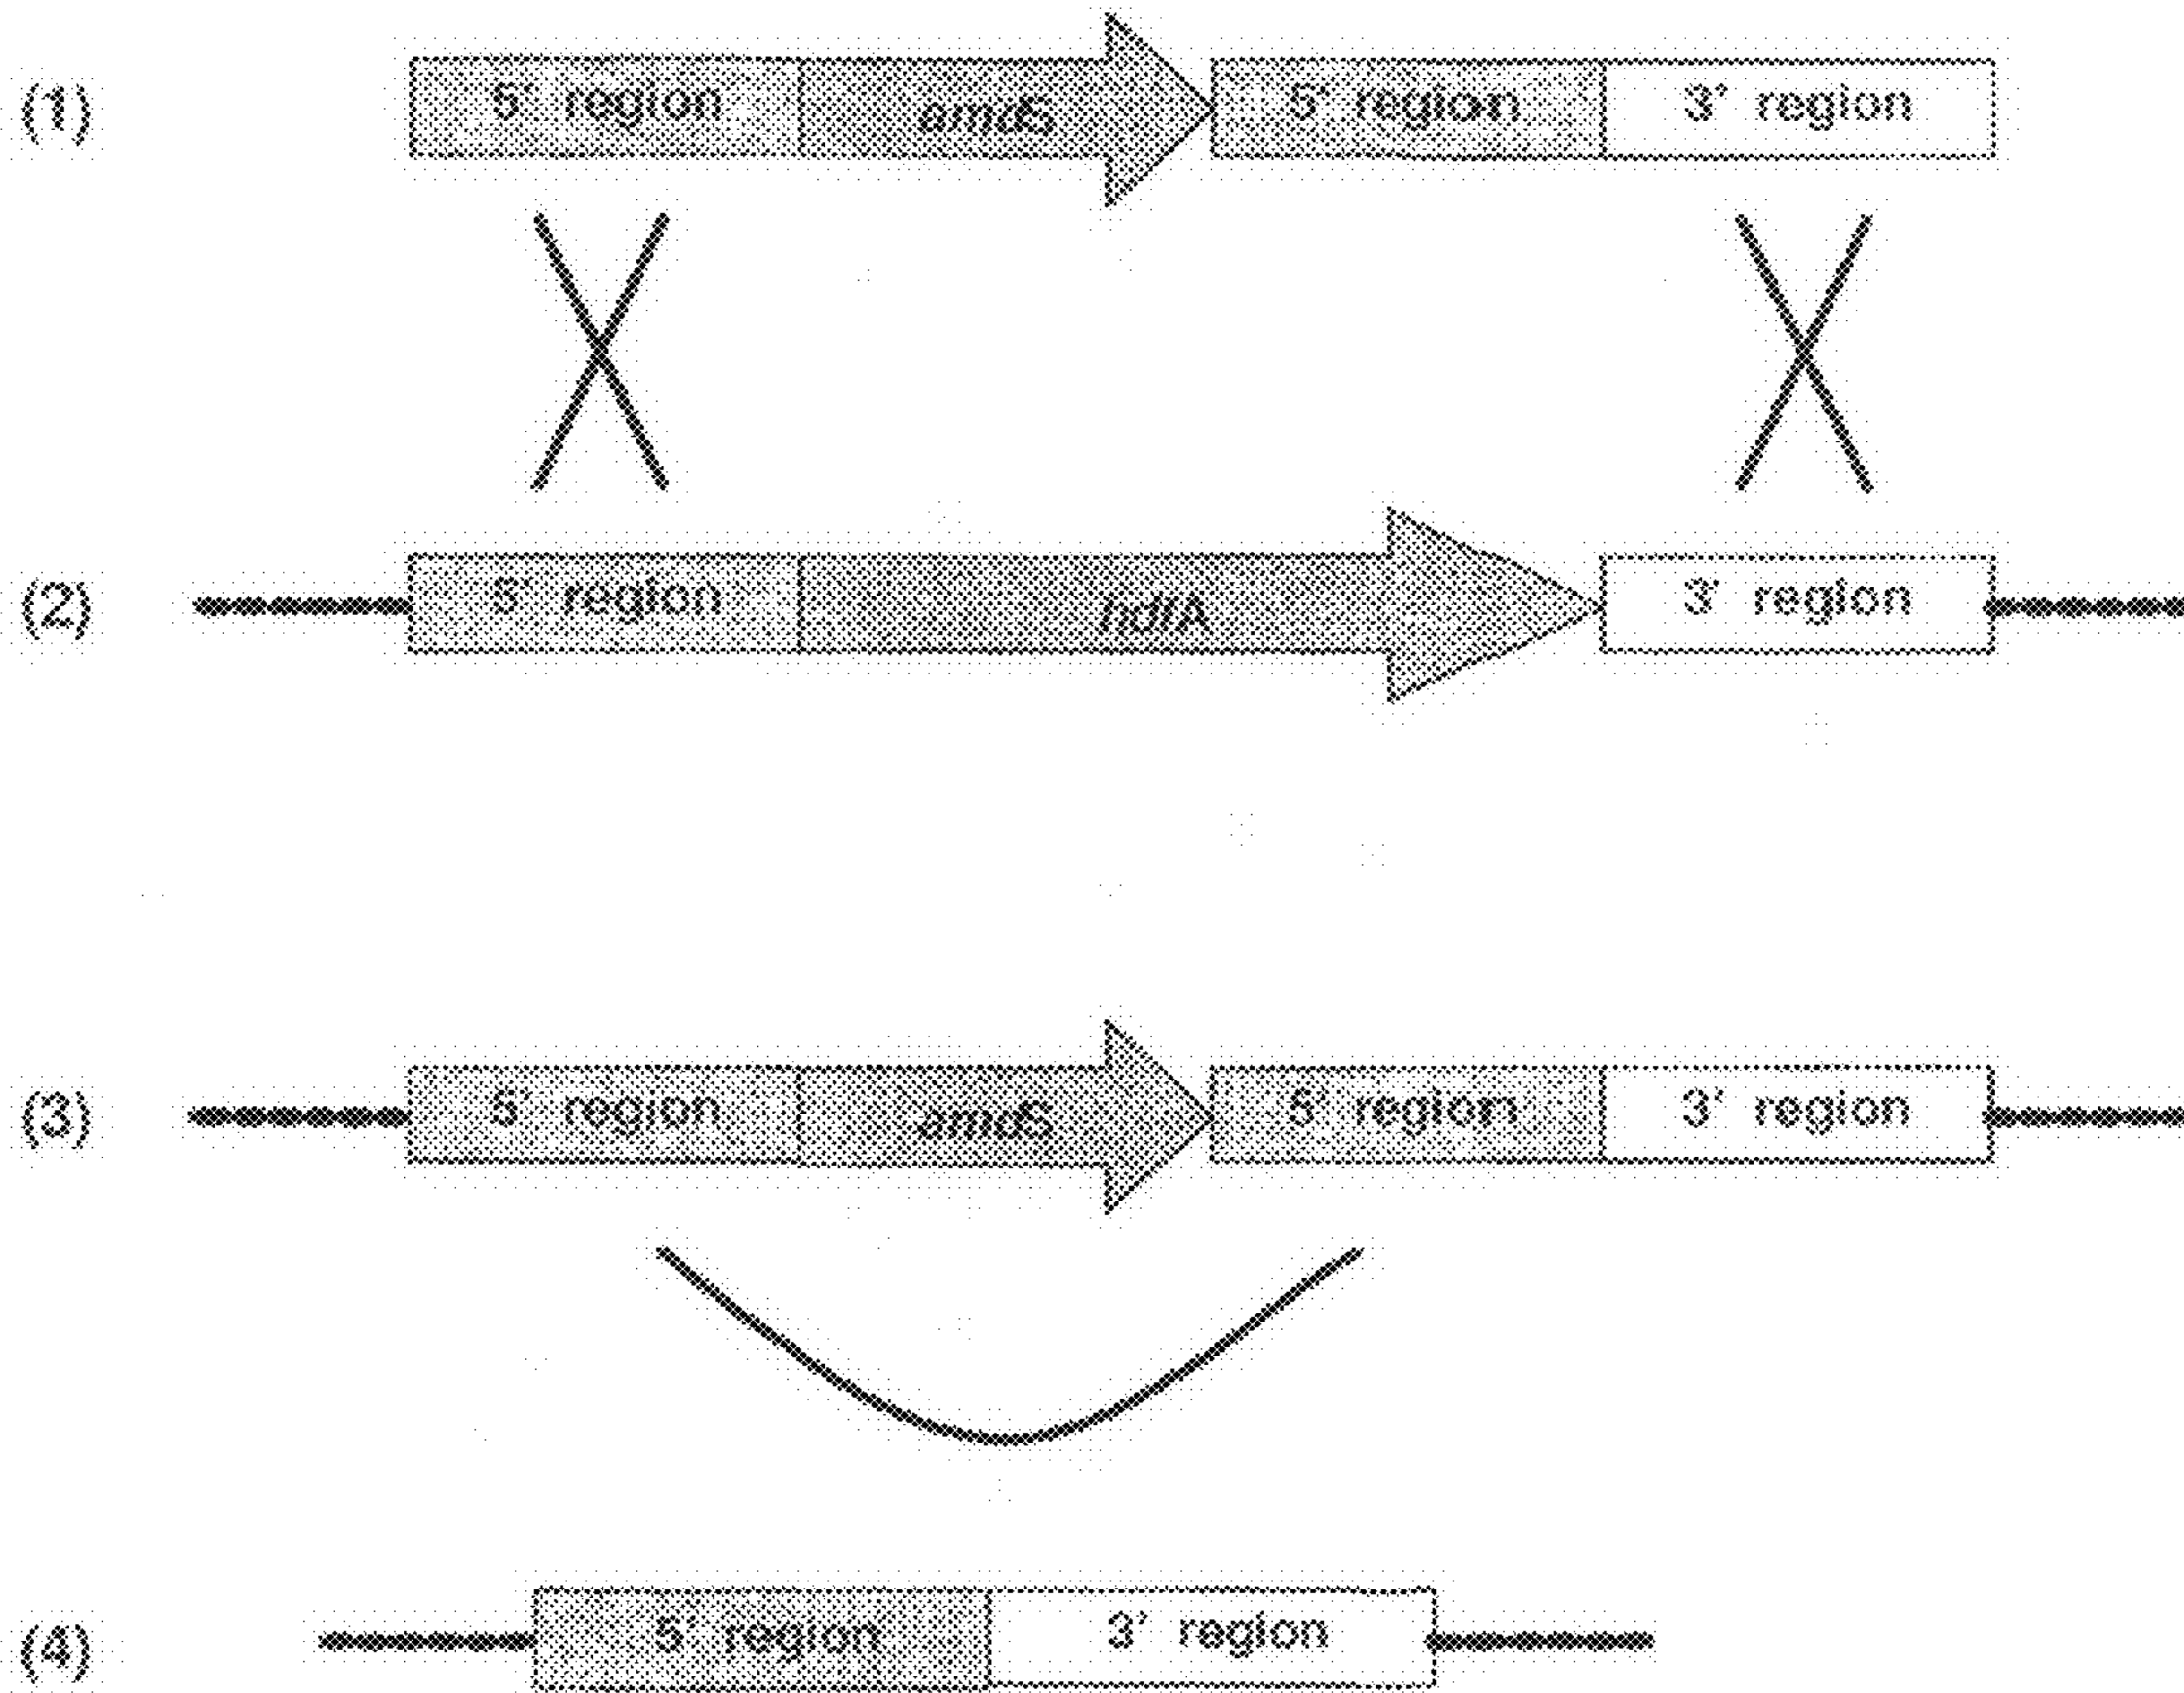 (1) 5' region amdS 5' region 3' region
(2) 5' region hdfA 3' region
(3) 5' region amdS 5' region 3' region
(4) 5' region 3' region